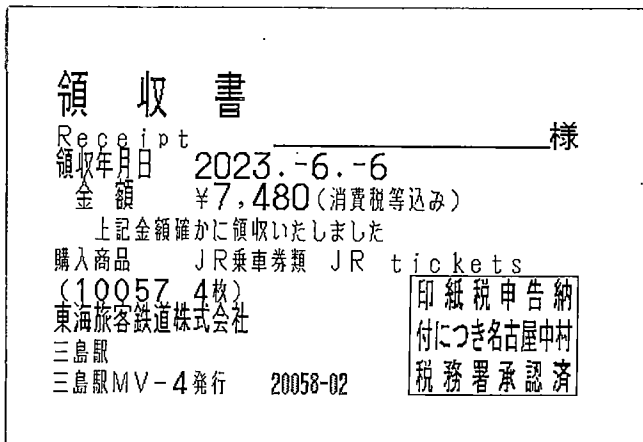 領収書
Receipt 様
領収年月日 2023.-6.-6
金額 ¥7,480(消費税等込み)
上記金額確かに領収いたしました
購入商品 JR乗車券類 JR tickets
(10057 4枚)
東海旅客鉄道株式会社
三島駅
三島駅MV-4発行 20058-02
印紙税申告納
付につき名古屋中村
税務署承認済